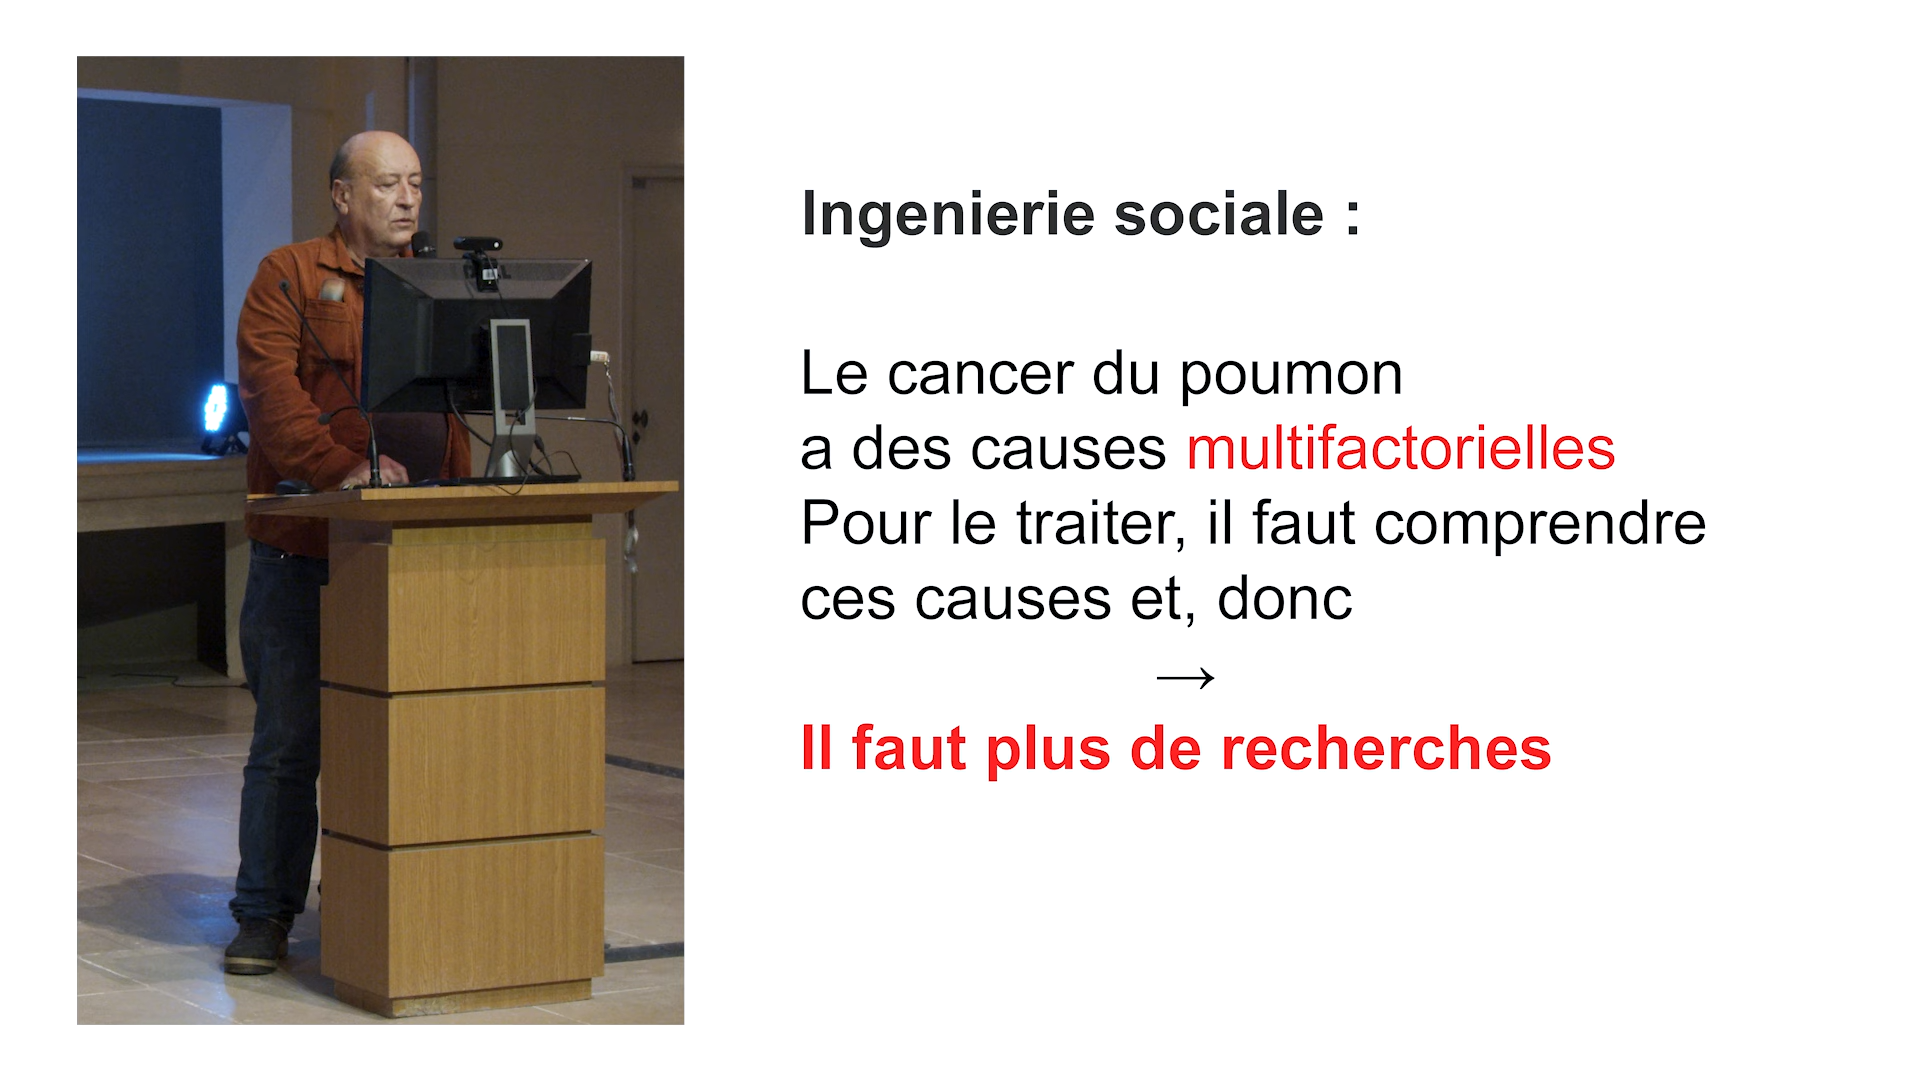 Ingenierie sociale :
Le cancer du poumon
a des causes multifactorielles
Pour le traiter, il faut comprendre
ces causes et, donc
→
Il faut plus de recherches